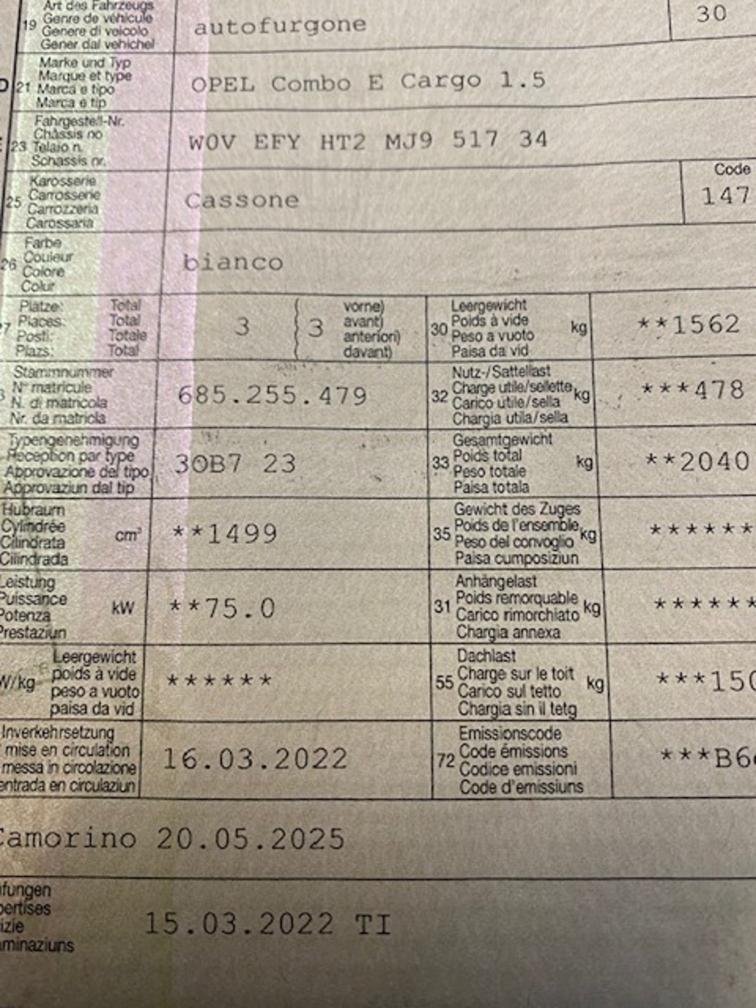 Art des Fahrzeugs
19 Genre de véhicule
Genere di veicolo
Gener dal vehichel
autofurgone
30
Marke und Typ
Marque et type
21 Marca e tipo
Marca e tip
D
OPEL Combo E Cargo 1.5
Fahrgestell-Nr.
Châssis no
23 Telaio n.
Schassis nr.
W0V EFY HT2 MJ9 517 34
Karosserie
Carrosserie
25 Carrozzeria
Carossaria
Cassone
Code
147
Farbe
26 Couleur
Colore
Colur
bianco
Plätze: Total
Places: Total
Posti: Totale
Plazs: Total
3
3
vorne)
avant)
anteriori)
davant)
Leergewicht
30 Poids à vide kg
Peso a vuoto
Paisa da vid
**1562
Stammnummer
N° matricule
N. di matricola
Nr. da matricla
685.255.479
Nutz-/Sattellast
32 Charge utile/sellette kg
Carico utile/sella
Chargia utila/sella
***478
Typengenehmigung
Réception par type
Approvazione del tipo
Approvaziun dal tip
3OB7 23
Gesamtgewicht
33 Poids total kg
Peso totale
Paisa totala
**2040
Hubraum
Cylindrée
Cilindrata cm³
Cilindrada
**1499
Gewicht des Zuges
35 Poids de l'ensemble kg
Peso del convoglio
Paisa cumposiziun
******
Leistung
Puissance kW
Potenza
Prestaziun
**75.0
Anhängelast
31 Poids remorquable kg
Carico rimorchiato
Chargia annexa
******
Leergewicht
W/kg poids à vide
peso a vuoto
paisa da vid
******
Dachlast
55 Charge sur le toit kg
Carico sul tetto
Chargia sin il tetg
***150
Inverkehrsetzung
mise en circulation
messa in circolazione
entrada en circulaziun
16.03.2022
Emissionscode
72 Code émissions
Codice emissioni
Code d'emissiuns
***B6
Camorino 20.05.2025
15.03.2022 TI